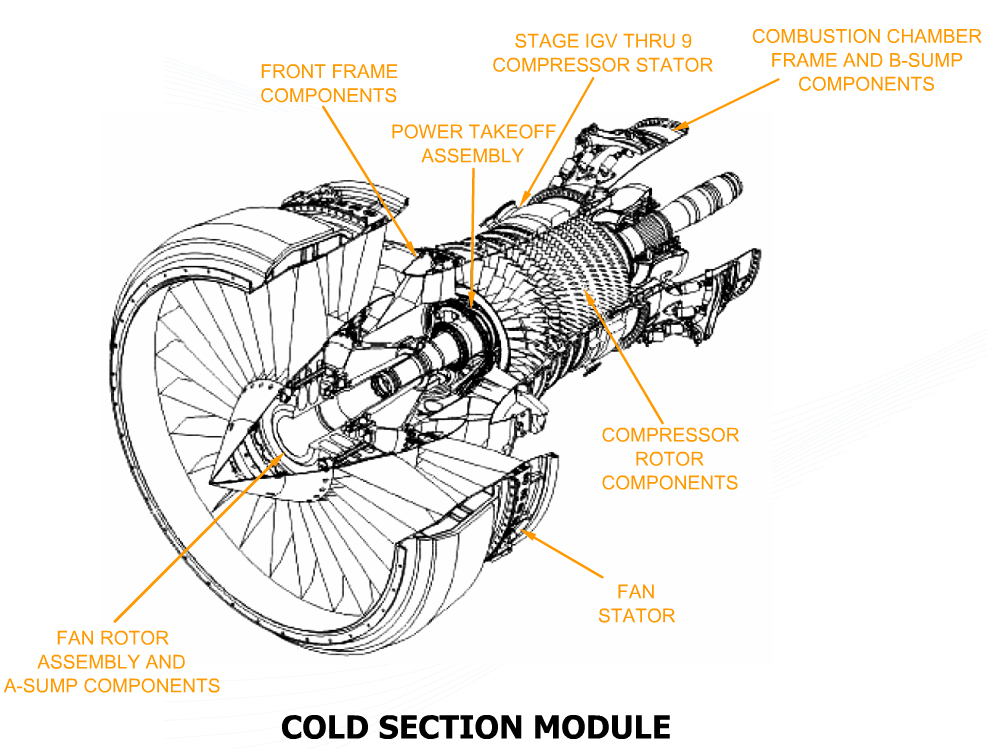 STAGE IGV THRU 9
COMPRESSOR STATOR
COMBUSTION CHAMBER
FRAME AND B-SUMP
COMPONENTS
FRONT FRAME
COMPONENTS
POWER TAKEOFF
ASSEMBLY
COMPRESSOR
ROTOR
COMPONENTS
FAN
STATOR
FAN ROTOR
ASSEMBLY AND
A-SUMP COMPONENTS
COLD SECTION MODULE